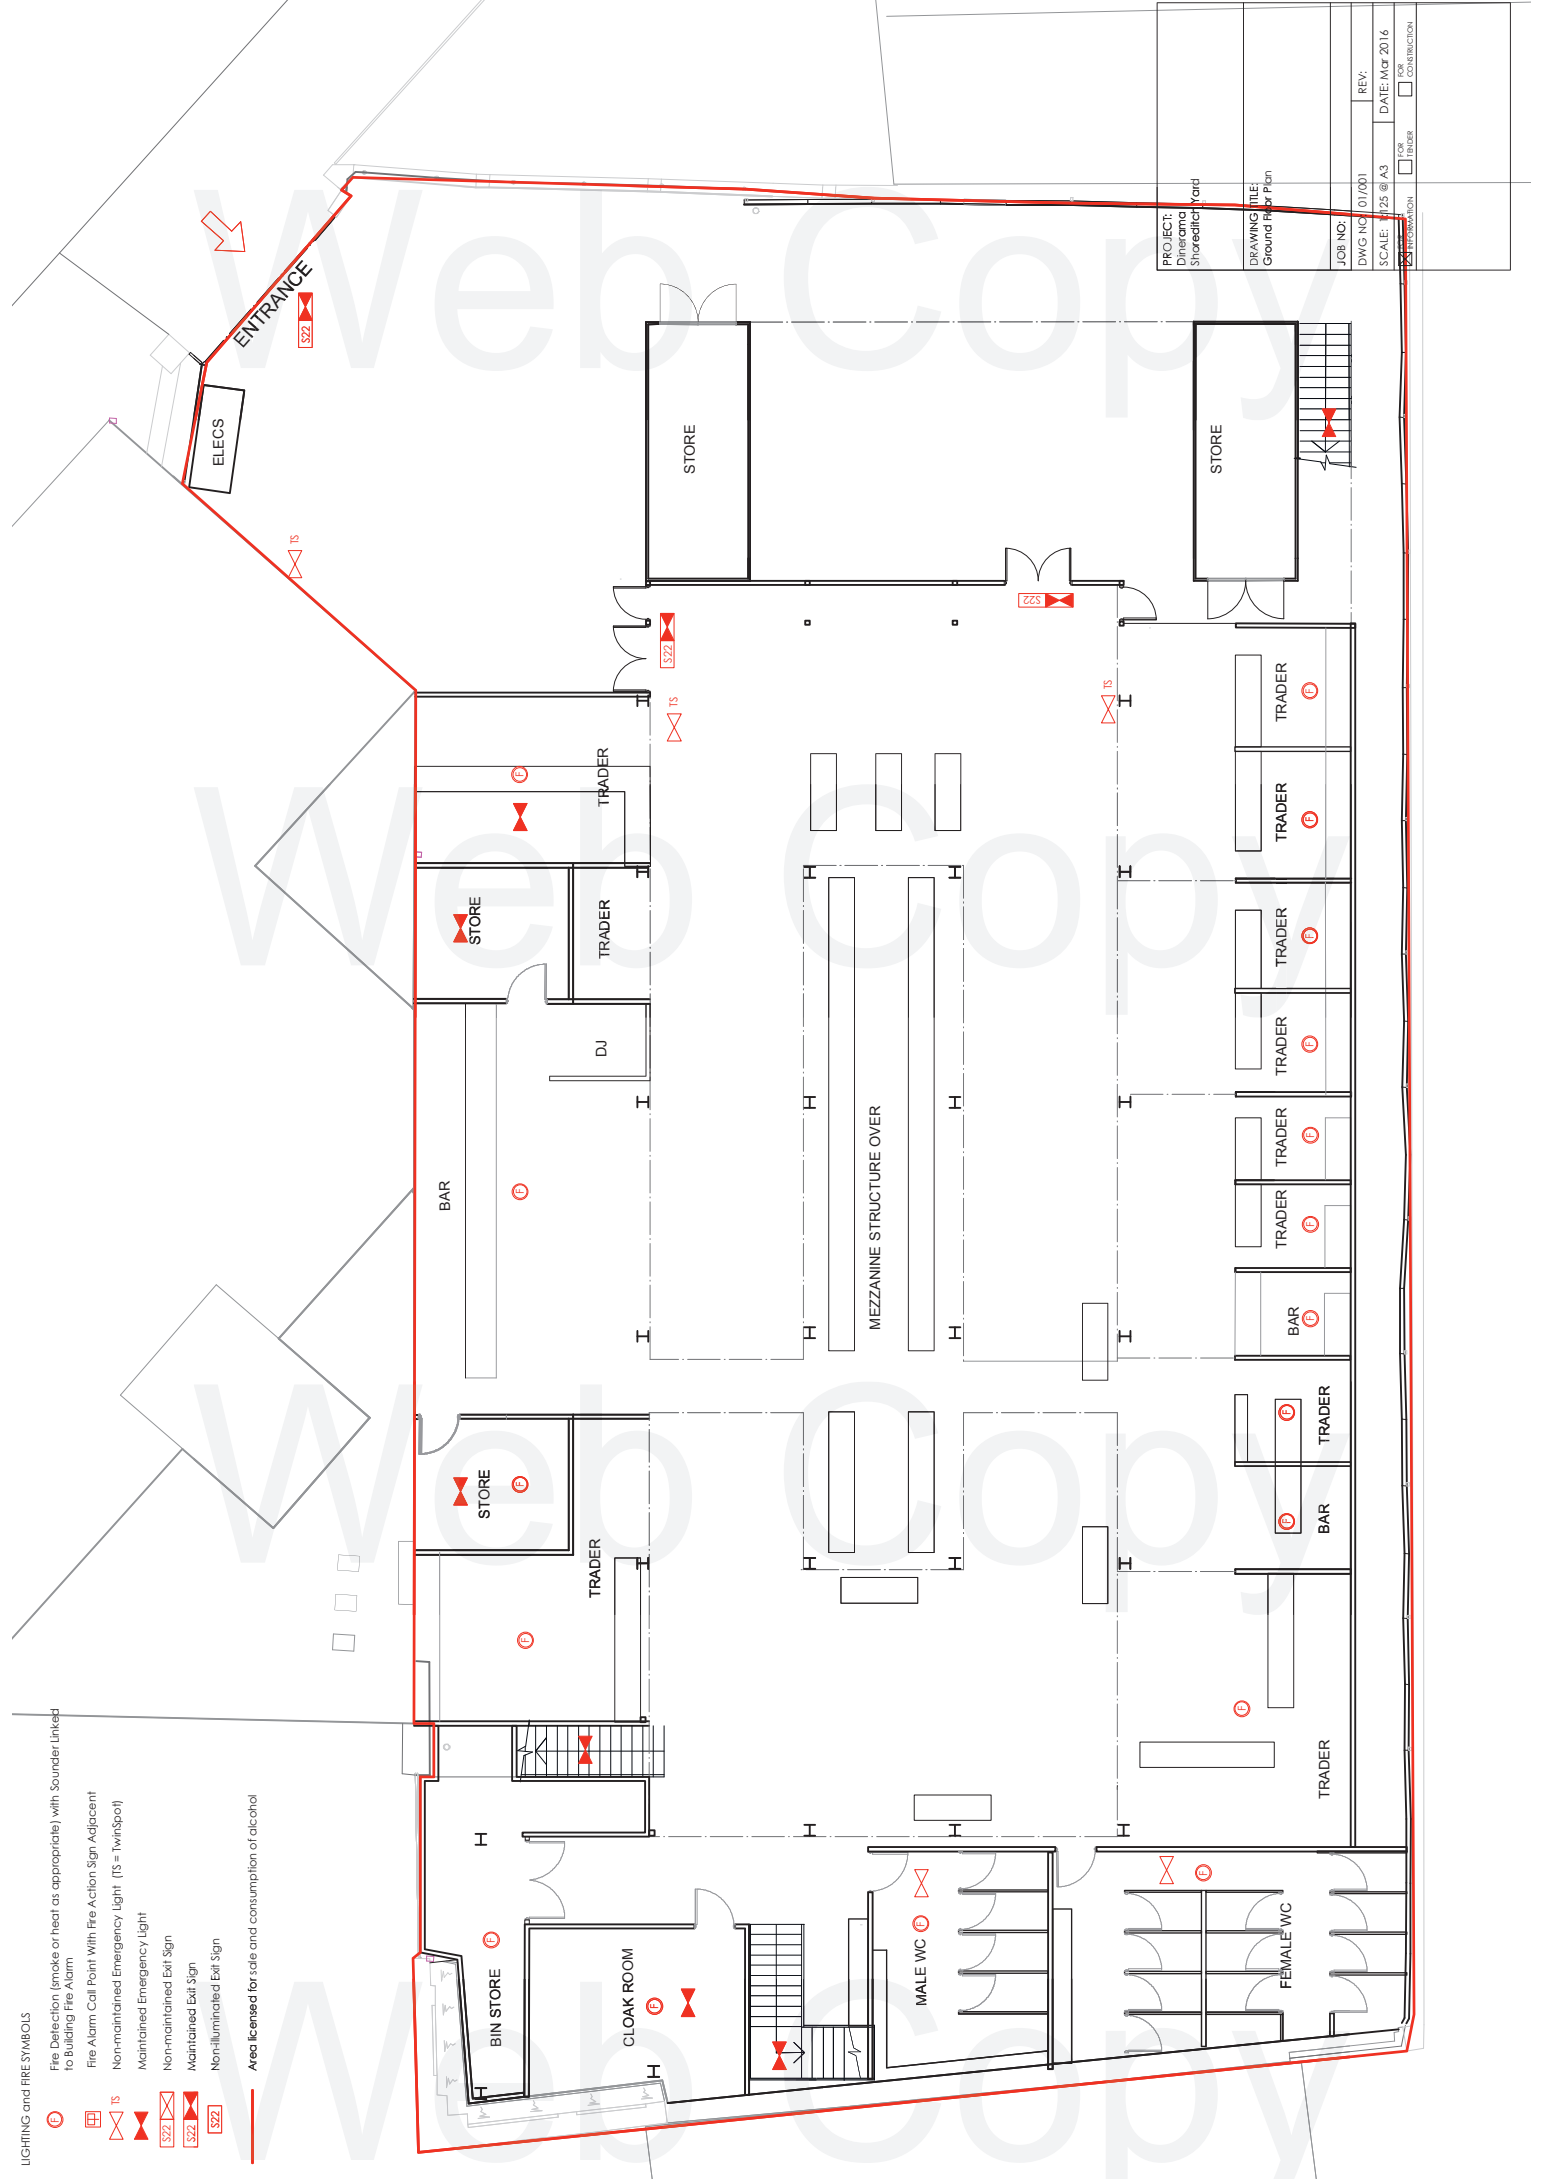 LIGHTING and FIRE SYMBOLS
F
Fire Detection (smoke or heat as appropriate) with Sounder Linked
to Building Fire Alarm
Fire Alarm Call Point With Fire Action Sign Adjacent
TS
Non-maintained Emergency Light (TS = TwinSpot)
Maintained Emergency Light
S22
Non-maintained Exit Sign
S22
Maintained Exit Sign
S22
Non-illuminated Exit Sign
Area licensed for sale and consumption of alcohol
PROJECT:
Dinerama
Shoreditch Yard
DRAWING TITLE:
Ground Floor Plan
JOB NO:
DWG NO: 01/001
REV:
SCALE: 1:125 @ A3
DATE: Mar 2016
FOR
INFORMATION
FOR
TENDER
FOR
CONSTRUCTION
ENTRANCE
S22
ELECS
TS
STORE
STORE
S22
S22
TS
TS
TRADER
F
TRADER
F
STORE
TRADER
DJ
BAR
F
MEZZANINE STRUCTURE OVER
TRADER
F
TRADER
F
TRADER
F
TRADER
F
TRADER
F
BAR
F
TRADER
F
BAR
F
STORE
F
TRADER
F
F
TRADER
BIN STORE
F
CLOAK ROOM
F
MALE WC
F
FEMALE WC
F
TRADER
F
Web Copy
Web Copy
Web Copy
Web Copy